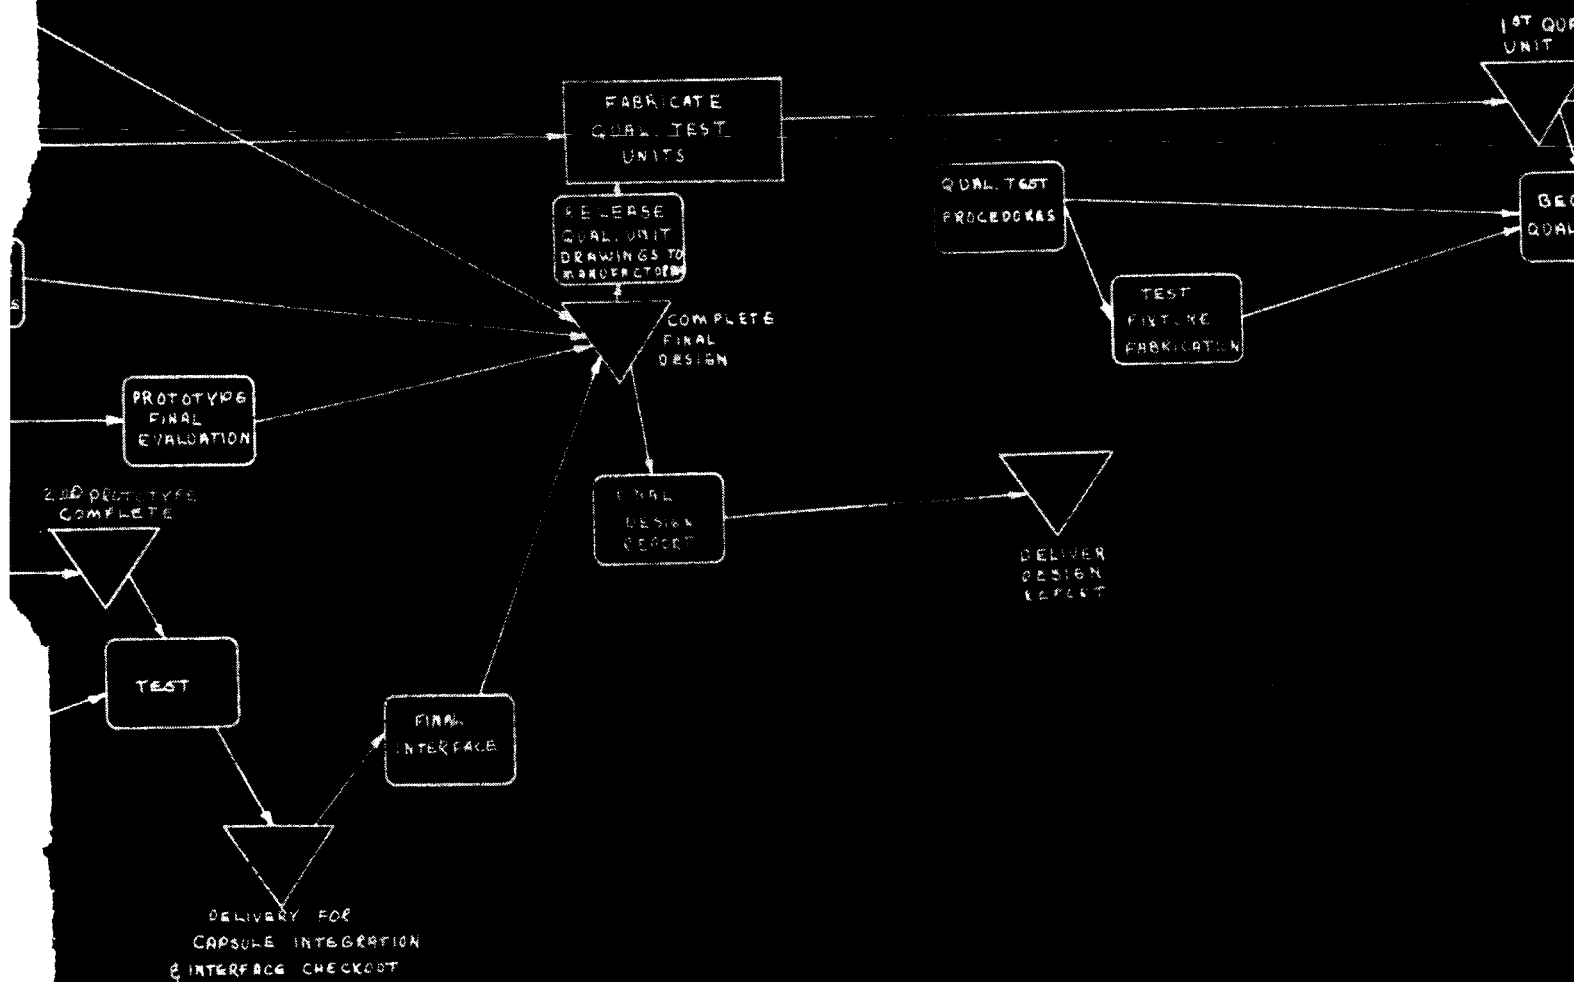 1ST QUA
UNIT
FABRICATE
QUAL. TEST
UNITS
QUAL. TEST
PROCEDURES
BEG
QUAL
RELEASE
QUAL. UNIT
DRAWINGS TO
S
TEST
FIXTURE
FABRICATION
COMPLETE
FINAL
DESIGN
PROTOTYPE
FINAL
EVALUATION
2ND PROTOTYPE
COMPLETE
FINAL
DESIGN
REPORT
DELIVER
DESIGN
REPORT
TEST
FINAL
INTERFACE
DELIVERY FOR
CAPSULE INTEGRATION
& INTERFACE CHECKOUT